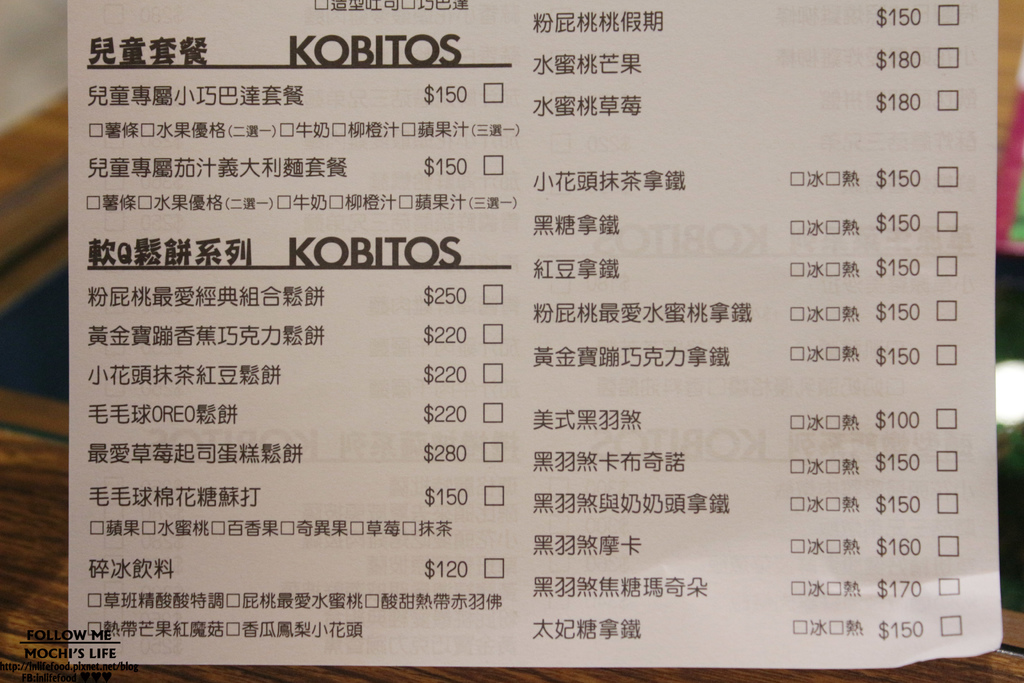 □造型吐司□巧巴達
兒童套餐 KOBITOS
兒童專屬小巧巴達套餐 $150 □
□薯條□水果優格(二選一)□牛奶□柳橙汁□蘋果汁(三選一)
兒童專屬茄汁義大利麵套餐 $150 □
□薯條□水果優格(二選一)□牛奶□柳橙汁□蘋果汁(三選一)
軟Q鬆餅系列 KOBITOS
粉屁桃最愛經典組合鬆餅 $250 □
黃金寶蹦香蕉巧克力鬆餅 $220 □
小花頭抹茶紅豆鬆餅 $220 □
毛毛球OREO鬆餅 $220 □
最愛草莓起司蛋糕鬆餅 $280 □
毛毛球棉花糖蘇打 $150 □
□蘋果□水蜜桃□百香果□奇異果□草莓□抹茶
碎冰飲料 $120 □
□草班精酸酸特調□屁桃最愛水蜜桃□酸甜熱帶赤羽佛
□熱帶芒果紅魔菇□香瓜鳳梨小花頭
粉屁桃桃假期 $150 □
水蜜桃芒果 $180 □
水蜜桃草莓 $180 □
小花頭抹茶拿鐵 □冰□熱 $150 □
黑糖拿鐵 □冰□熱 $150 □
紅豆拿鐵 □冰□熱 $150 □
粉屁桃最愛水蜜桃拿鐵 □冰□熱 $150 □
黃金寶蹦巧克力拿鐵 □冰□熱 $150 □
美式黑羽煞 □冰□熱 $100 □
黑羽煞卡布奇諾 □冰□熱 $150 □
黑羽煞與奶奶頭拿鐵 □冰□熱 $150 □
黑羽煞摩卡 □冰□熱 $160 □
黑羽煞焦糖瑪奇朵 □冰□熱 $170 □
太妃糖拿鐵 □冰□熱 $150 □
FOLLOW ME
MOCHI'S LIFE
http://inlifefood.pixnet.net/blog
FB:inlifefood ♥♥♥